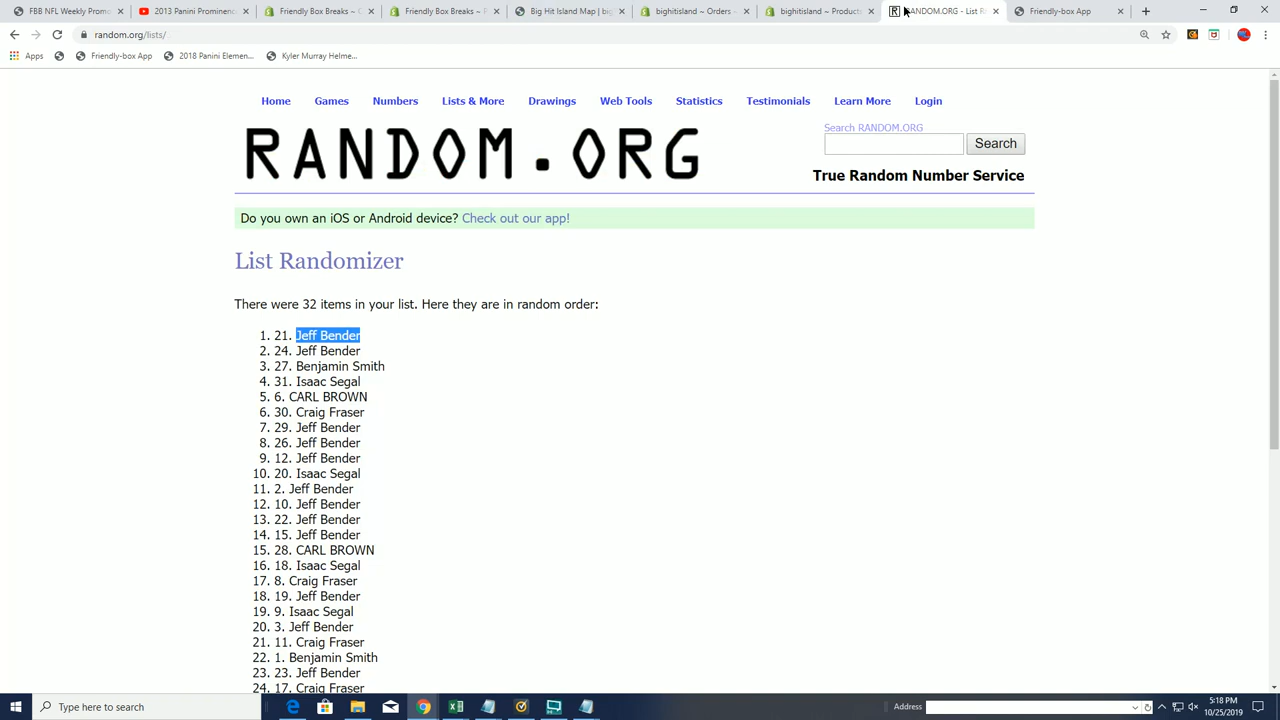 FBB NFL Weekly Promo
2013 Panini Prominenc
Friendly Box Breaks ~ C
Friendly Box Breaks ~ P
Big Hit Island Map | big
bighitisland ~ Orders ~
bighitisland ~ Product
RANDOM.ORG - List R
Friendly-box App
random.org/lists/
Apps
Friendly-box App
2018 Panini Elemen...
Kyler Murray Helme...
Home Games Numbers Lists & More Drawings Web Tools Statistics Testimonials Learn More Login
RANDOM.ORG
Search RANDOM.ORG
Search
True Random Number Service
Do you own an iOS or Android device? Check out our app!
List Randomizer
There were 32 items in your list. Here they are in random order:
1. 21. Jeff Bender
2. 24. Jeff Bender
3. 27. Benjamin Smith
4. 31. Isaac Segal
5. 6. CARL BROWN
6. 30. Craig Fraser
7. 29. Jeff Bender
8. 26. Jeff Bender
9. 12. Jeff Bender
10. 20. Isaac Segal
11. 2. Jeff Bender
12. 10. Jeff Bender
13. 22. Jeff Bender
14. 15. Jeff Bender
15. 28. CARL BROWN
16. 18. Isaac Segal
17. 8. Craig Fraser
18. 19. Jeff Bender
19. 9. Isaac Segal
20. 3. Jeff Bender
21. 11. Craig Fraser
22. 1. Benjamin Smith
23. 23. Jeff Bender
24. 17. Craig Fraser
Type here to search
Address
5:18 PM
10/25/2019